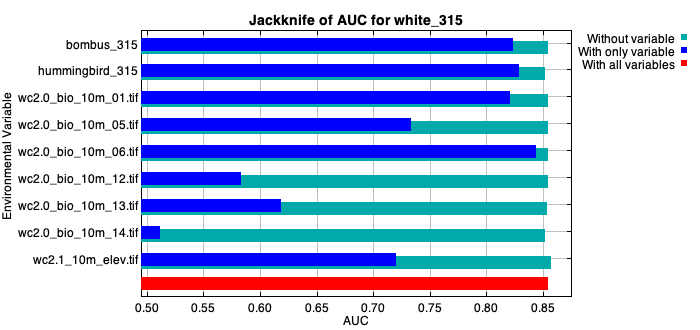 Jackknife of AUC for white_315
Environmental Variable
bombus_315
hummingbird_315
wc2.0_bio_10m_01.tif
wc2.0_bio_10m_05.tif
wc2.0_bio_10m_06.tif
wc2.0_bio_10m_12.tif
wc2.0_bio_10m_13.tif
wc2.0_bio_10m_14.tif
wc2.1_10m_elev.tif
0.50 0.55 0.60 0.65 0.70 0.75 0.80 0.85
AUC
Without variable
With only variable
With all variables